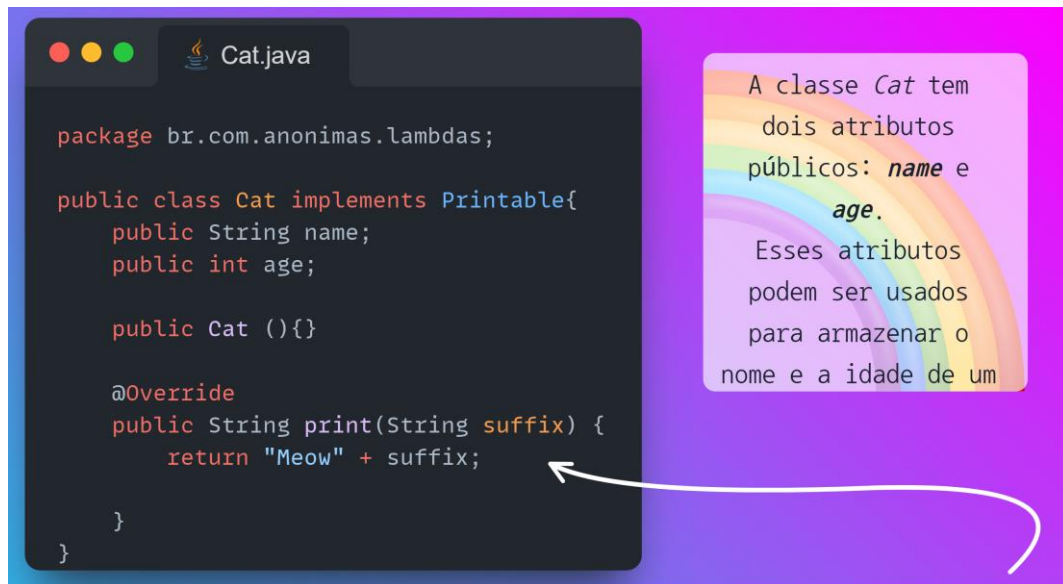 Cat.java
package br.com.anonimas.lambdas;
public class Cat implements Printable{
public String name;
public int age;
public Cat (){}
@Override
public String print(String suffix) {
return "Meow" + suffix;
}
}
A classe Cat tem
dois atributos
públicos: name e
age.
Esses atributos
podem ser usados
para armazenar o
nome e a idade de um